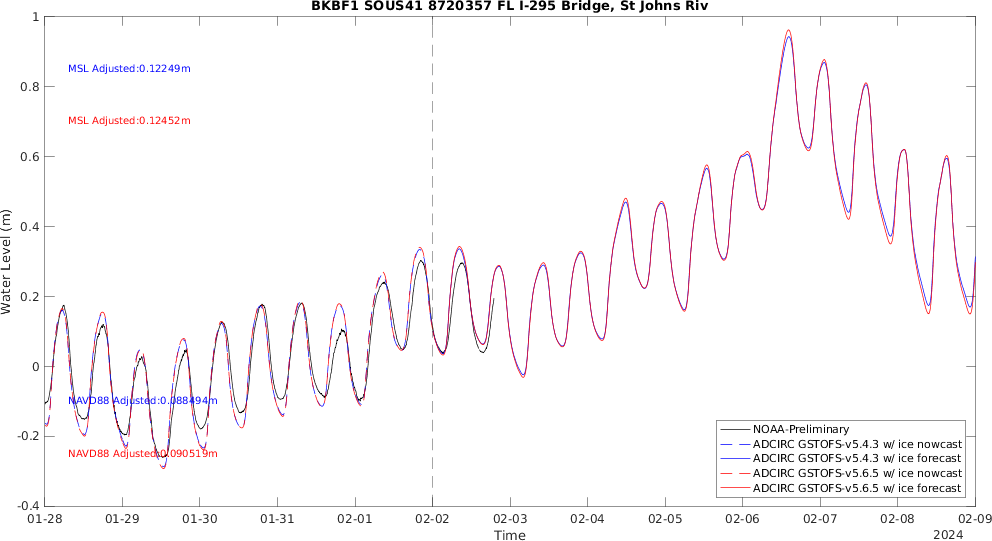 BKBF1 SOUS41 8720357 FL I-295 Bridge, St Johns Riv
1
0.8
0.6
0.4
0.2
0
-0.2
-0.4
Water Level (m)
MSL Adjusted:0.12249m
MSL Adjusted:0.12452m
NAVD88 Adjusted:0.088494m
NAVD88 Adjusted:0.090519m
NOAA-Preliminary
ADCIRC GSTOFS-v5.4.3 w/ ice nowcast
ADCIRC GSTOFS-v5.4.3 w/ ice forecast
ADCIRC GSTOFS-v5.6.5 w/ ice nowcast
ADCIRC GSTOFS-v5.6.5 w/ ice forecast
01-28 01-29 01-30 01-31 02-01 02-02 02-03 02-04 02-05 02-06 02-07 02-08 02-09
Time
2024